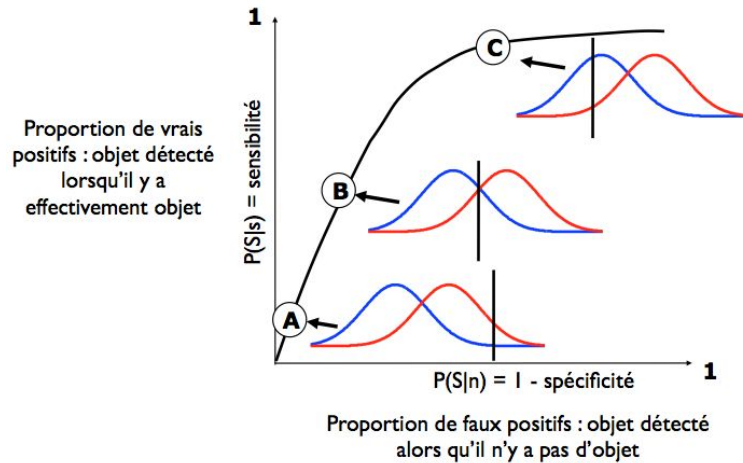 1
C
Proportion de vrais
positifs : objet détecté
lorsqu'il y a
effectivement objet
P(S|s) = sensibilité
B
A
P(S|n) = 1 - spécificité
1
Proportion de faux positifs : objet détecté
alors qu'il n'y a pas d'objet